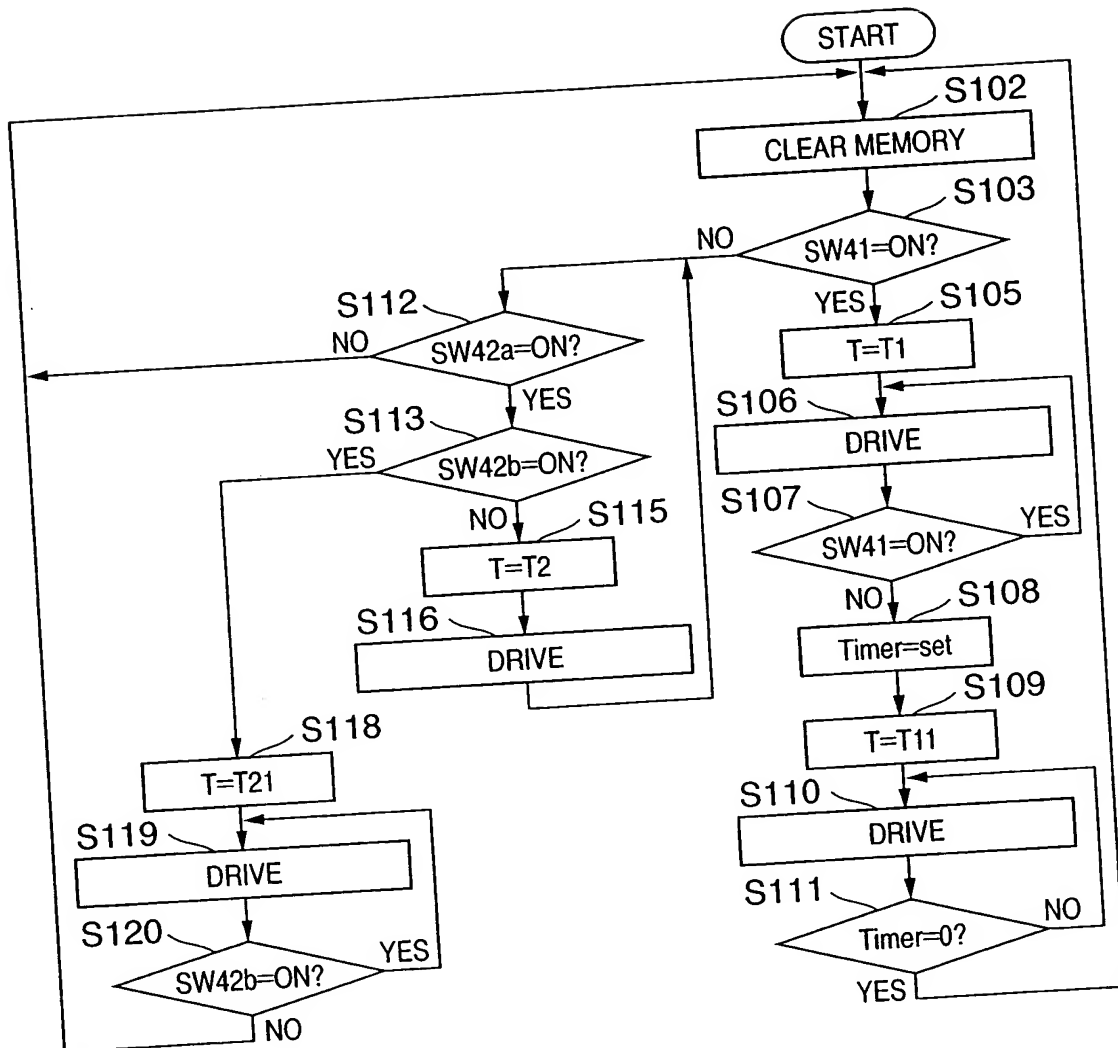 START
S102
CLEAR MEMORY
S103
SW41=ON?
NO
YES
S105
T=T1
S106
DRIVE
S107
SW41=ON?
YES
NO
S108
Timer=set
S109
T=T11
S110
DRIVE
S111
Timer=0?
NO
YES
S112
SW42a=ON?
NO
YES
S113
SW42b=ON?
YES
NO
S115
T=T2
S116
DRIVE
S118
T=T21
S119
DRIVE
S120
SW42b=ON?
YES
NO